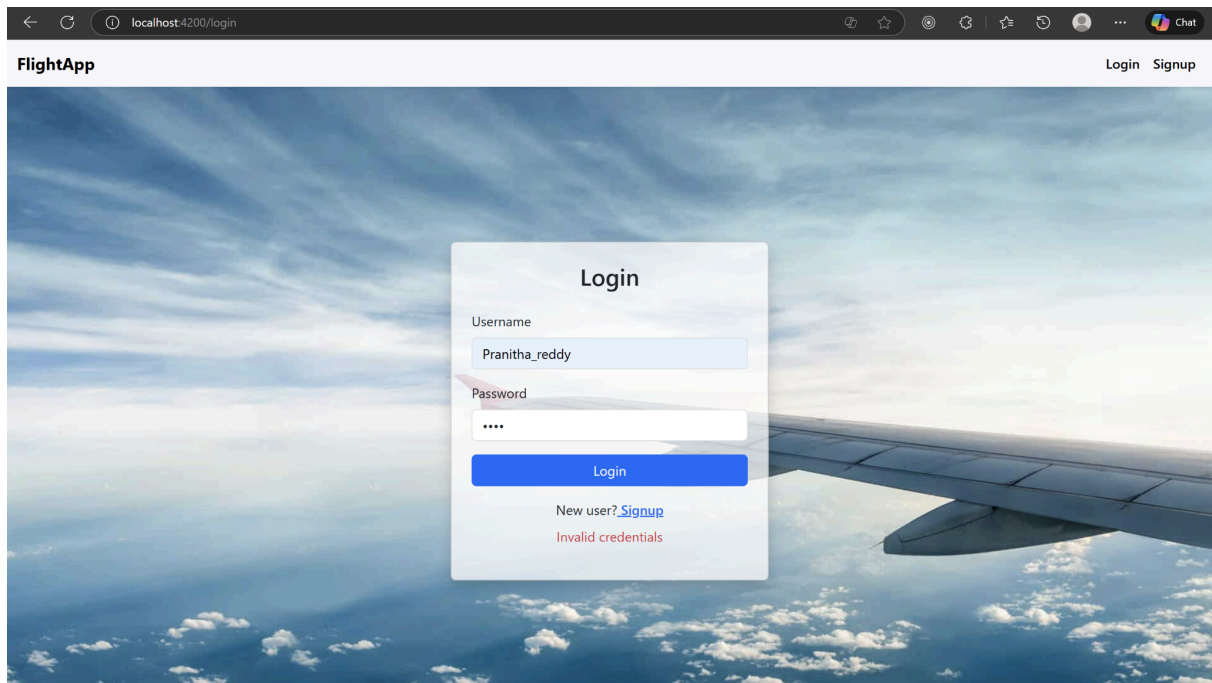 localhost:4200/login
Chat
FlightApp
Login Signup
Login
Username
Pranitha_reddy
Password
••••
Login
New user? Signup
Invalid credentials